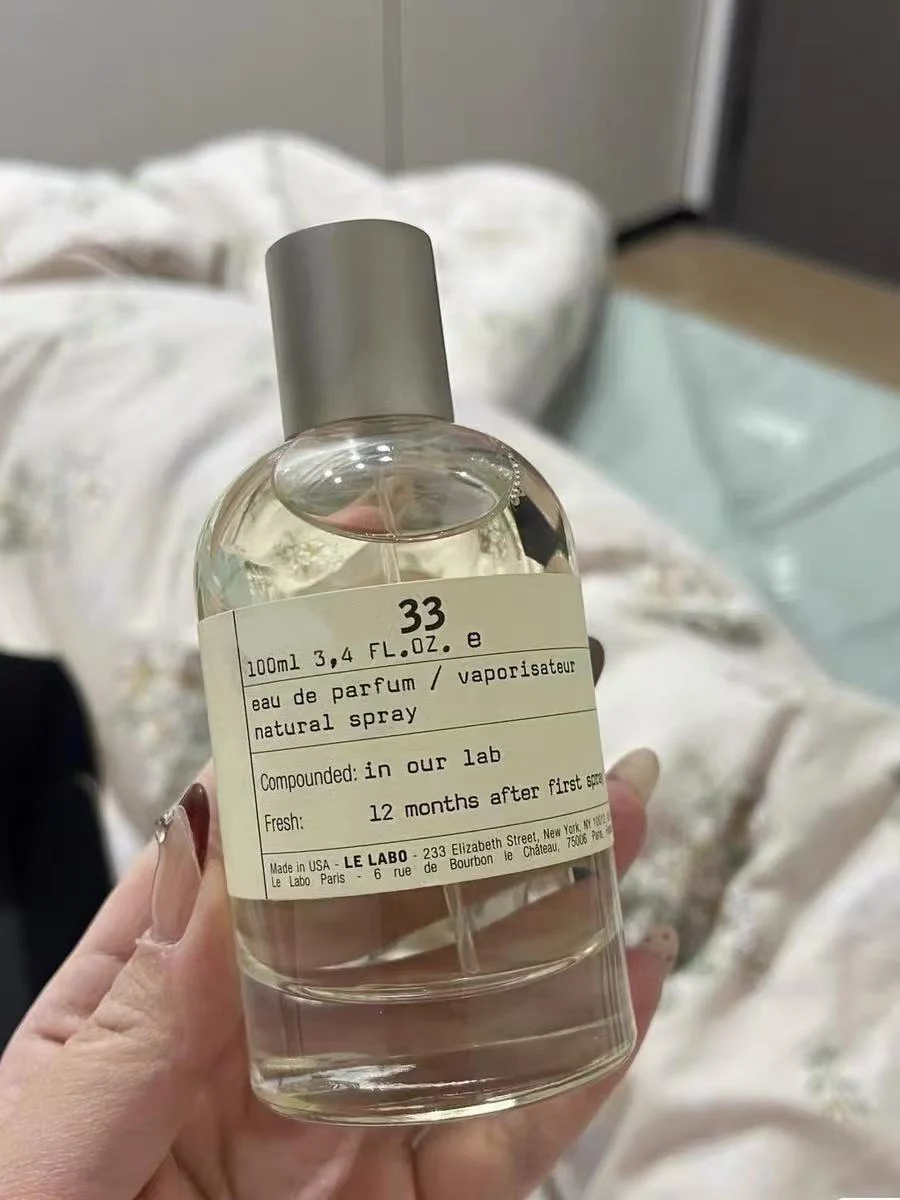 33
100ml 3,4 FL.OZ. e
eau de parfum / vaporisateur
natural spray
Compounded: in our lab
Fresh: 12 months after first
Made in USA - LE LABO - 233 Elizabeth Street, New York, NY
Le Labo Paris - 6 rue de Bourbon le Château, 75006 Paris,